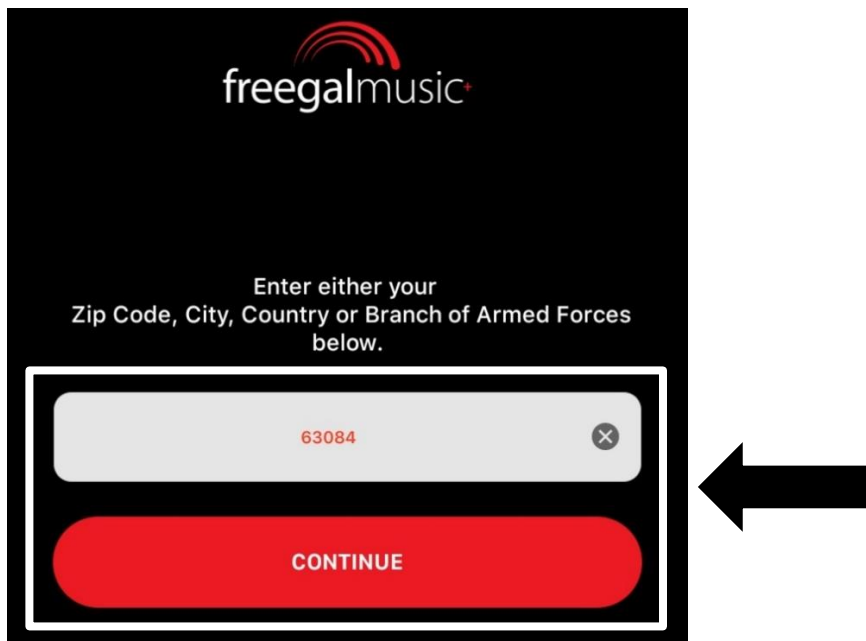 freegalmusic+
Enter either your
Zip Code, City, Country or Branch of Armed Forces
below.
63084
CONTINUE